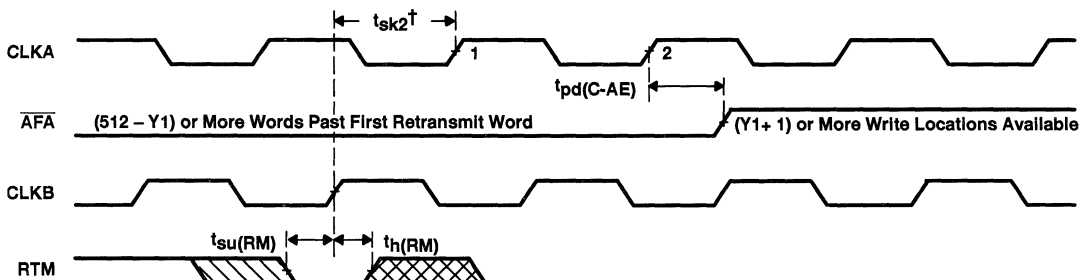 tsk2†
CLKA
1
2
tpd(C-AE)
AFA
(512 – Y1) or More Words Past First Retransmit Word
(Y1+ 1) or More Write Locations Available
CLKB
tsu(RM)
th(RM)
RTM